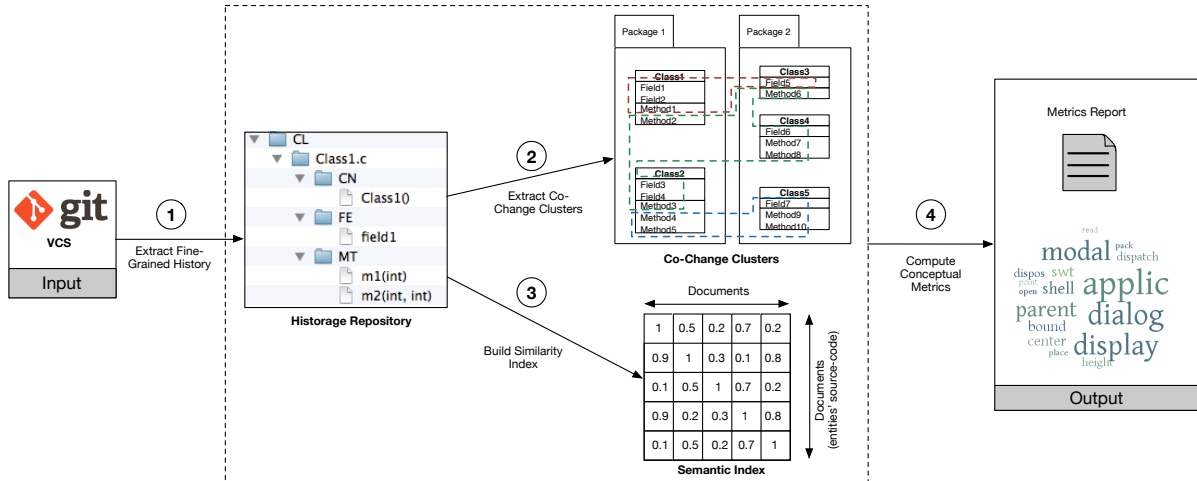 git
VCS
Input
1
Extract Fine-
Grained History
CL
Class1.c
CN
Class1()
FE
field1
MT
m1(int)
m2(int, int)
Historage Repository
2
Extract Co-
Change Clusters
3
Build Similarity
Index
Package 1
Class1
Field1
Field2
Method1
Method2
Class2
Field3
Field4
Method3
Method4
Method5
Package 2
Class3
Field5
Method6
Class4
Field6
Method7
Method8
Class5
Field7
Method9
Method10
Co-Change Clusters
Documents
1 0.5 0.2 0.7 0.2
0.9 1 0.3 0.1 0.8
0.1 0.5 1 0.7 0.2
0.9 0.2 0.3 1 0.8
0.1 0.5 0.2 0.7 1
Documents
(entities' source-code)
Semantic Index
4
Compute
Conceptual
Metrics
Metrics Report
read
modal pack
dispatch
dispos swt applic
point
open shell
parent dialog
bound
center display
place
height
Output